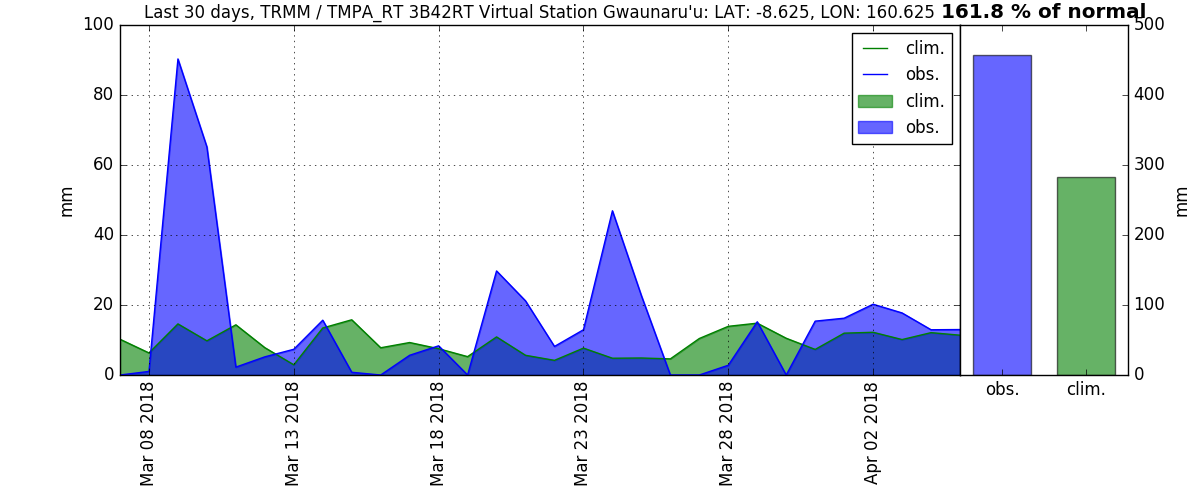 Last 30 days, TRMM / TMPA_RT 3B42RT Virtual Station Gwaunaru'u: LAT: -8.625, LON: 160.625 161.8 % of normal
100
80
60
40
20
0
mm
clim.
obs.
clim.
obs.
500
400
300
200
100
0
mm
obs.
clim.
Mar 08 2018
Mar 13 2018
Mar 18 2018
Mar 23 2018
Mar 28 2018
Apr 02 2018